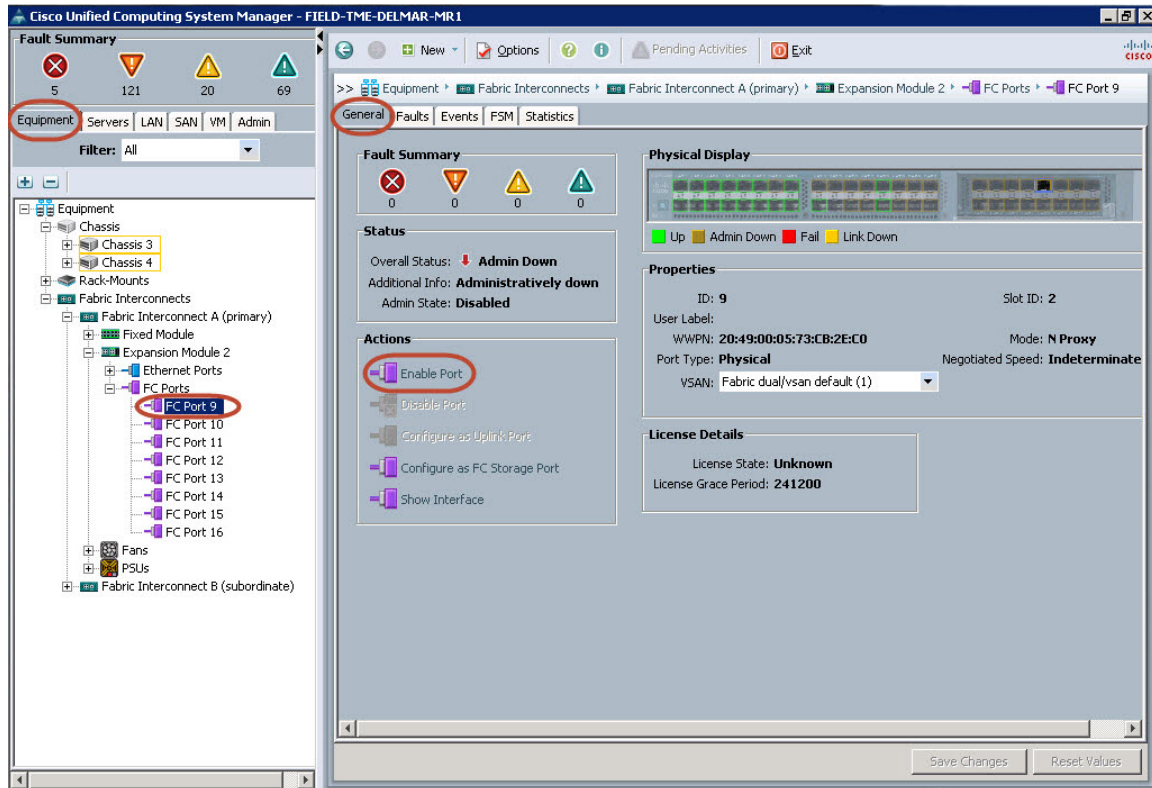 Cisco Unified Computing System Manager - FIELD-TME-DELMAR-MR1
Fault Summary
5 121 20 69
Equipment Servers LAN SAN VM Admin
Filter: All
Equipment
Chassis
Chassis 3
Chassis 4
Rack-Mounts
Fabric Interconnects
Fabric Interconnect A (primary)
Fixed Module
Expansion Module 2
Ethernet Ports
FC Ports
FC Port 9
FC Port 10
FC Port 11
FC Port 12
FC Port 13
FC Port 14
FC Port 15
FC Port 16
Fans
PSUs
Fabric Interconnect B (subordinate)
New Options Pending Activities Exit
CISCO
>> Equipment Fabric Interconnects Fabric Interconnect A (primary) Expansion Module 2 FC Ports FC Port 9
General Faults Events FSM Statistics
Fault Summary
0 0 0 0
Status
Overall Status: Admin Down
Additional Info: Administratively down
Admin State: Disabled
Actions
Enable Port
Disable Port
Configure as Uplink Port
Configure as FC Storage Port
Show Interface
Physical Display
Up Admin Down Fail Link Down
Properties
ID: 9 Slot ID: 2
User Label:
WWPN: 20:49:00:05:73:CB:2E:C0 Mode: N Proxy
Port Type: Physical Negotiated Speed: Indeterminate
VSAN: Fabric dual/vsan default (1)
License Details
License State: Unknown
License Grace Period: 241200
Save Changes Reset Values